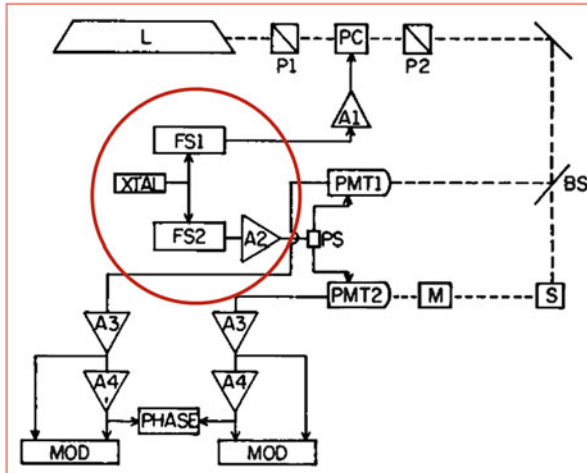 L
P1
PC
P2
A1
FS1
XTAL
PMT1
BS
FS2
A2
PS
PMT2
M
S
A3
A3
A4
A4
PHASE
MOD
MOD